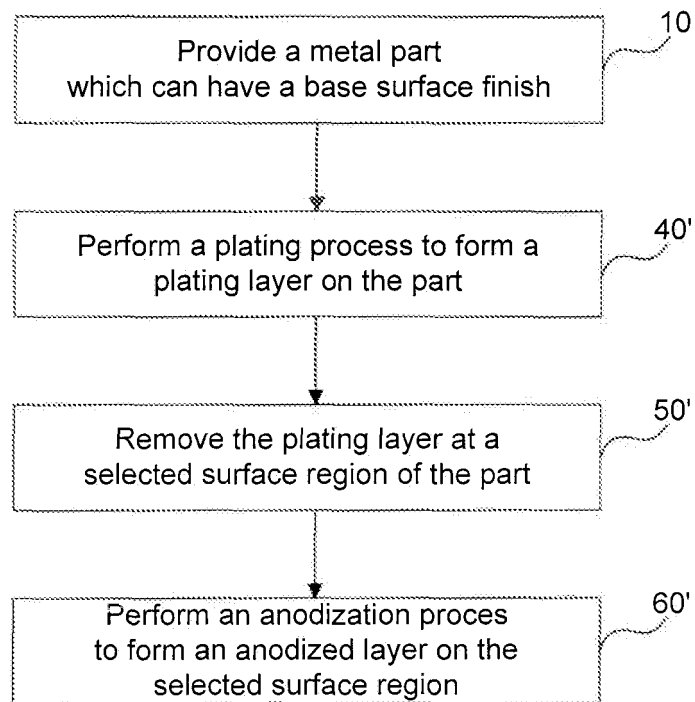 10
Provide a metal part
which can have a base surface finish
40'
Perform a plating process to form a
plating layer on the part
50'
Remove the plating layer at a
selected surface region of the part
60'
Perform an anodization proces
to form an anodized layer on the
selected surface region